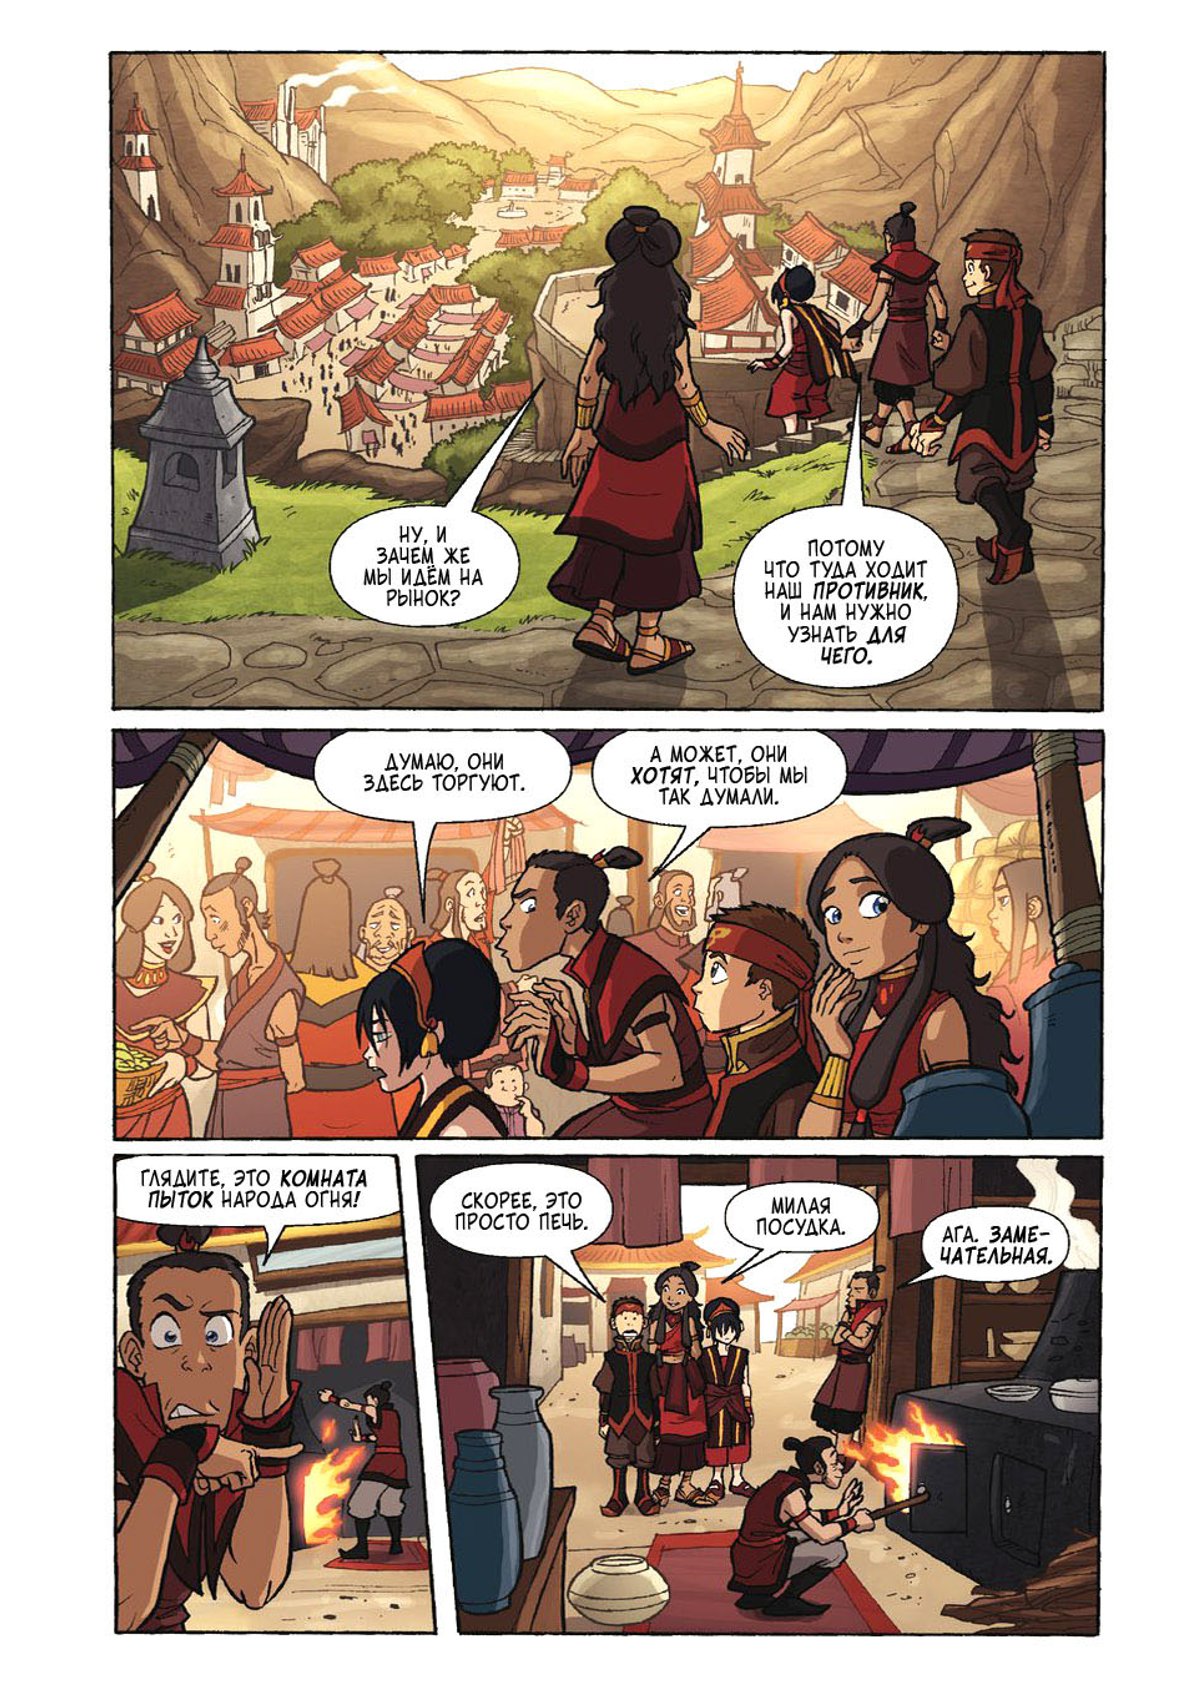 НУ, И
ЗАЧЕМ ЖЕ
МЫ ИДЁМ НА
РЫНОК?
ПОТОМУ
ЧТО ТУДА ХОДИТ
НАШ ПРОТИВНИК,
И НАМ НУЖНО
УЗНАТЬ ДЛЯ
ЧЕГО.
ДУМАЮ, ОНИ
ЗДЕСЬ ТОРГУЮТ.
А МОЖЕТ, ОНИ
ХОТЯТ, ЧТОБЫ МЫ
ТАК ДУМАЛИ.
ГЛЯДИТЕ, ЭТО КОМНАТА
ПЫТОК НАРОДА ОГНЯ!
СКОРЕЕ, ЭТО
ПРОСТО ПЕЧЬ.
МИЛАЯ
ПОСУДКА.
АГА. ЗАМЕ-
ЧАТЕЛЬНАЯ.